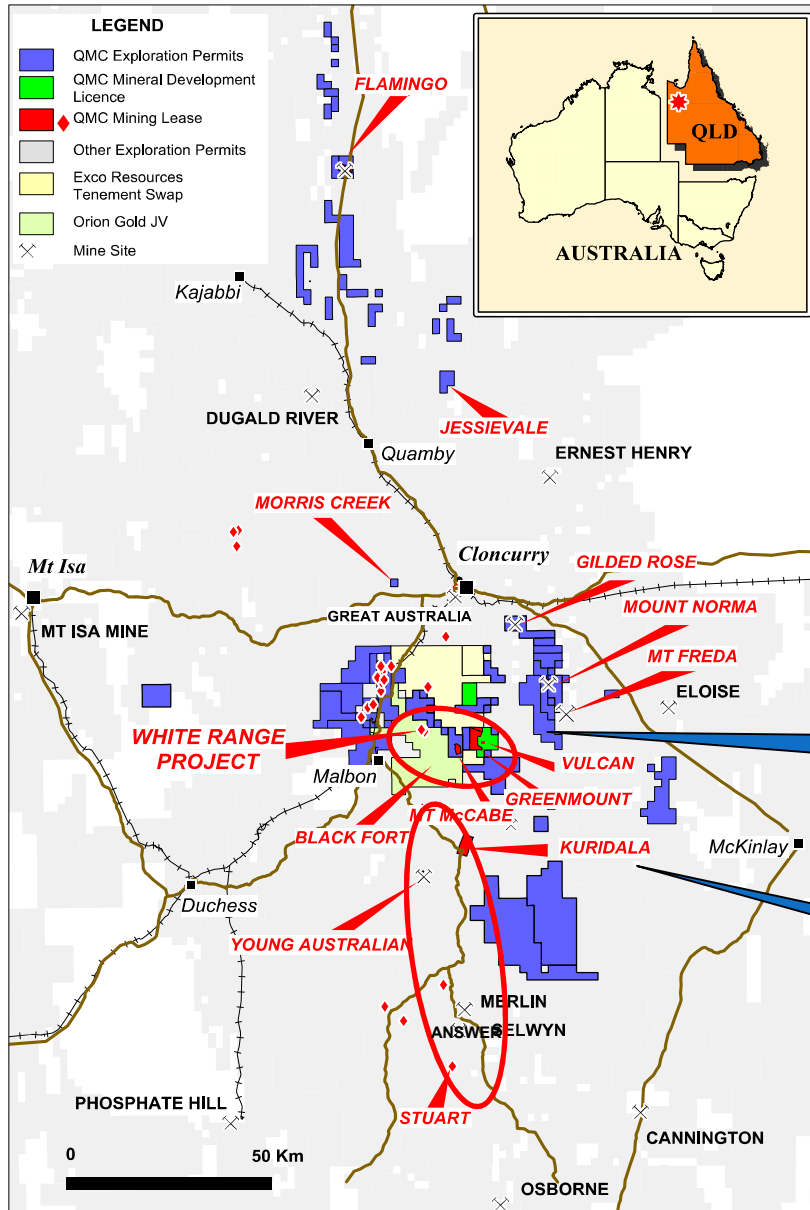 LEGEND
QMC Exploration Permits
QMC Mineral Development
Licence
QMC Mining Lease
Other Exploration Permits
Exco Resources
Tenement Swap
Orion Gold JV
Mine Site
QLD
AUSTRALIA
FLAMINGO
Kajabbi
DUGALD RIVER
JESSIEVALE
Quamby
ERNEST HENRY
MORRIS CREEK
Cloncurry
GILDED ROSE
Mt Isa
MOUNT NORMA
GREAT AUSTRALIA
MT ISA MINE
MT FREDA
ELOISE
WHITE RANGE
PROJECT
VULCAN
Malbon
GREENMOUNT
MT McCABE
BLACK FORT
KURIDALA
McKinlay
Duchess
YOUNG AUSTRALIAN
MERLIN
ANSWER
SELWYN
PHOSPHATE HILL
STUART
CANNINGTON
0 50 Km
OSBORNE